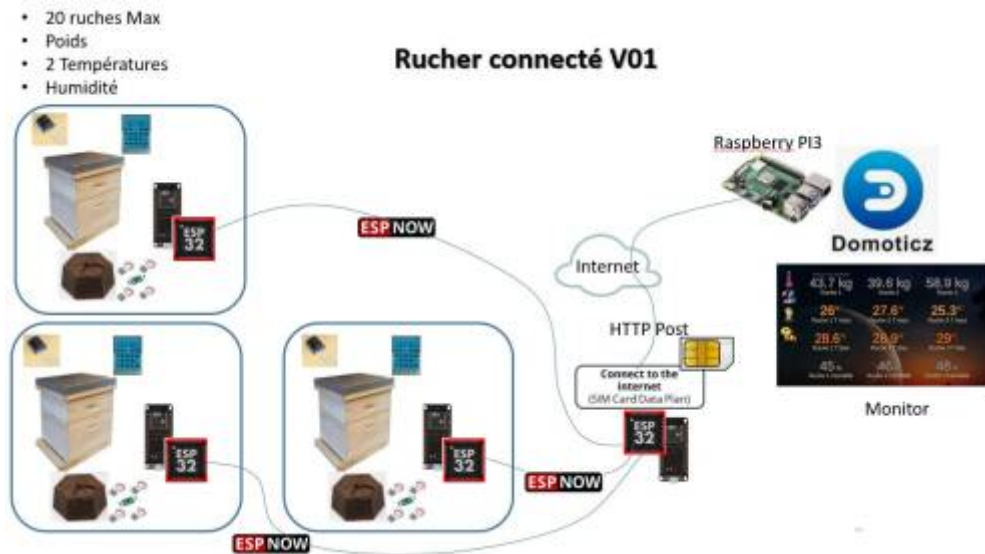 20 ruches Max
Poids
2 Températures
Humidité
Rucher connecté V01
Raspberry PI3
Domoticz
ESP
32
ESP NOW
Internet
HTTP Post
Connect to the
internet
(SIM Card Data Plan)
ESP
32
43,7 kg 39.6 kg 58,9 kg
26° 27.6° 25.3°
28.6° 28.9° 29°
45
Monitor
ESP
32
ESP
32
ESP NOW
ESP NOW